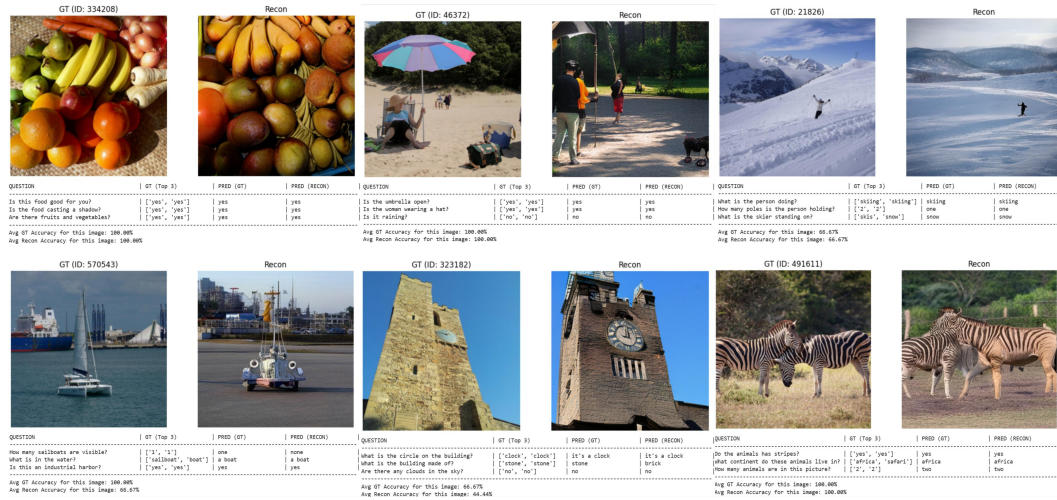 GT (ID: 334208)
Recon
QUESTION | GT (Top 3) | PRED (GT) | PRED (RECON)
Is this food good for you? | ['yes', 'yes'] | yes | yes
Is the food casting a shadow? | ['yes', 'yes'] | yes | yes
Are there fruits and vegetables? | ['yes', 'yes'] | yes | yes
Avg GT Accuracy for this image: 100.00%
Avg Recon Accuracy for this image: 100.00%
GT (ID: 46372)
Recon
QUESTION | GT (Top 3) | PRED (GT) | PRED (RECON)
Is the umbrella open? | ['yes', 'yes'] | yes | yes
Is the woman wearing a hat? | ['yes', 'yes'] | yes | yes
Is it raining? | ['no', 'no'] | no | no
Avg GT Accuracy for this image: 100.00%
Avg Recon Accuracy for this image: 100.00%
GT (ID: 21826)
Recon
QUESTION | GT (Top 3) | PRED (GT) | PRED (RECON)
What is the person doing? | ['skiing', 'skiing'] | skiing | skiing
How many poles is the person holding? | ['2', '2'] | one | one
What is the skier standing on? | ['skis', 'snow'] | snow | snow
Avg GT Accuracy for this image: 66.67%
Avg Recon Accuracy for this image: 66.67%
GT (ID: 570543)
Recon
QUESTION | GT (Top 3) | PRED (GT) | PRED (RECON)
How many sailboats are visible? | ['1', '1'] | one | none
What is in the water? | ['sailboat', 'boat'] | a boat | a boat
Is this an industrial harbor? | ['yes', 'yes'] | yes | yes
Avg GT Accuracy for this image: 100.00%
Avg Recon Accuracy for this image: 66.67%
GT (ID: 323182)
Recon
QUESTION | GT (Top 3) | PRED (GT) | PRED (RECON)
What is the circle on the building? | ['clock', 'clock'] | it's a clock | it's a clock
What is the building made of? | ['stone', 'stone'] | stone | brick
Are there any clouds in the sky? | ['no', 'no'] | no | no
Avg GT Accuracy for this image: 66.67%
Avg Recon Accuracy for this image: 44.44%
GT (ID: 491611)
Recon
QUESTION | GT (Top 3) | PRED (GT) | PRED (RECON)
Do the animals has stripes? | ['yes', 'yes'] | yes | yes
what continent do these animals live in? | ['africa', 'safari'] | africa | africa
How many animals are in this picture? | ['2', '2'] | two | two
Avg GT Accuracy for this image: 100.00%
Avg Recon Accuracy for this image: 100.00%